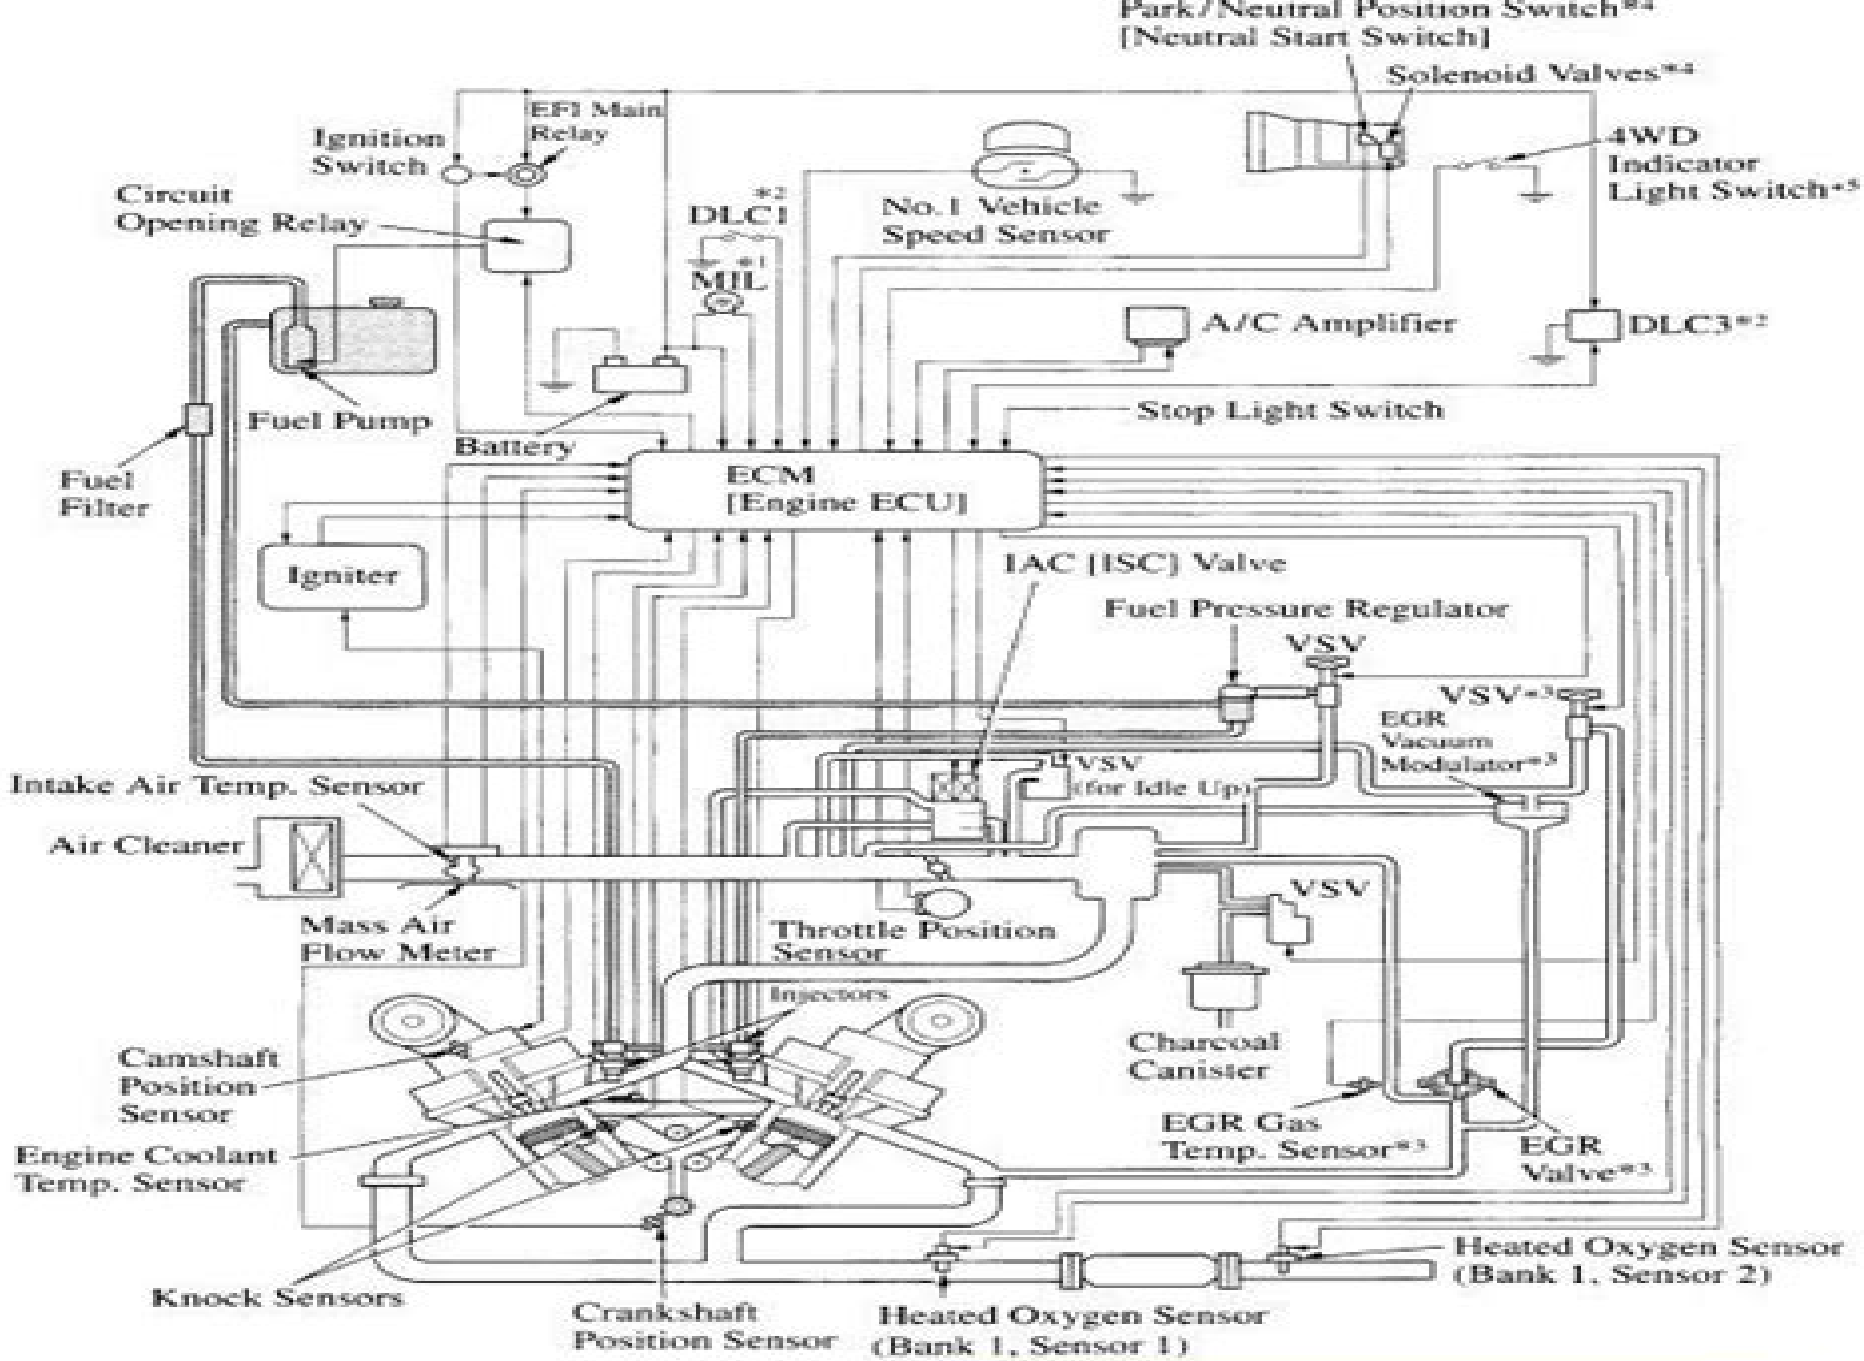 Park/Neutral Position Switch*4
[Neutral Start Switch]
Solenoid Valves*4
EFI Main
Relay
Ignition
Switch
4WD
Indicator
Light Switch*5
Circuit
Opening Relay
*2
DLC1
No.1 Vehicle
Speed Sensor
*1
MIL
A/C Amplifier
DLC3*2
Fuel Pump
Stop Light Switch
Battery
Fuel
Filter
ECM
[Engine ECU]
Igniter
IAC [ISC] Valve
Fuel Pressure Regulator
VSV
VSV*3
EGR
Vacuum
Modulator*3
VSV
(for Idle Up)
Intake Air Temp. Sensor
Air Cleaner
Mass Air
Flow Meter
VSV
Throttle Position
Sensor
Injectors
Charcoal
Canister
Camshaft
Position
Sensor
EGR Gas
Temp. Sensor*3
EGR
Valve*3
Engine Coolant
Temp. Sensor
Knock Sensors
Crankshaft
Position Sensor
Heated Oxygen Sensor
(Bank 1, Sensor 1)
Heated Oxygen Sensor
(Bank 1, Sensor 2)